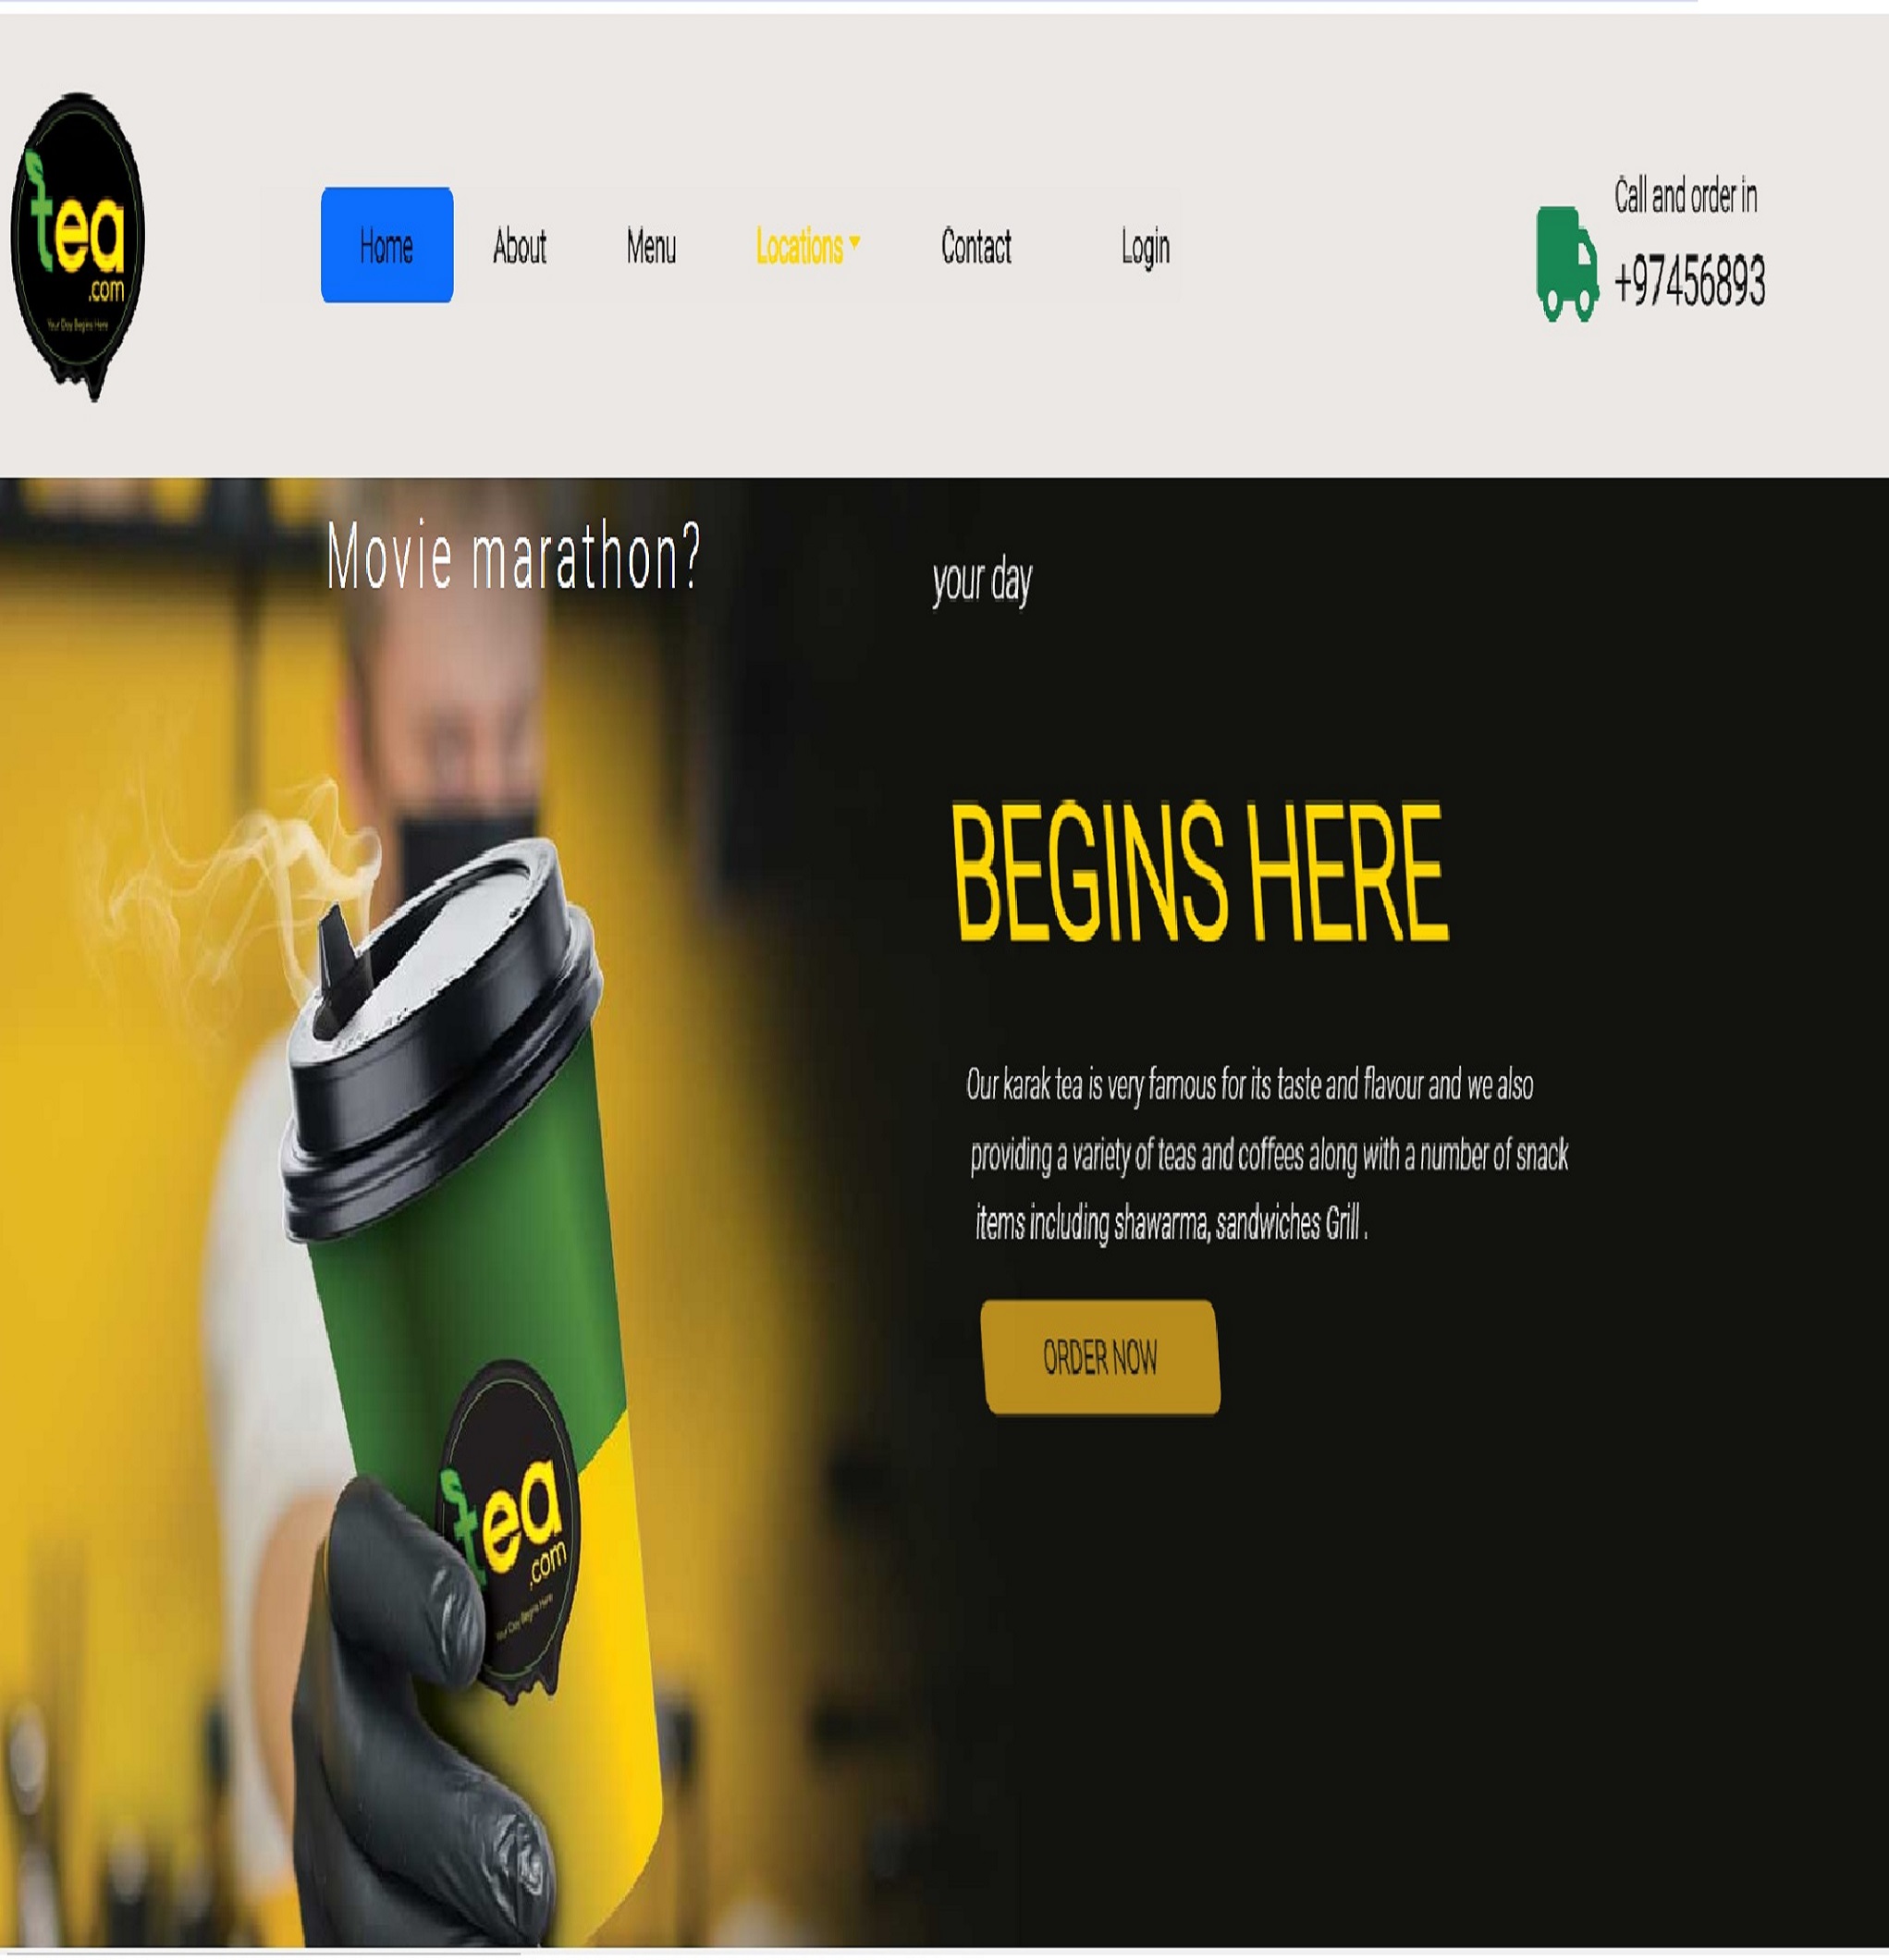 tea
.com
Your Day Begins Here
Home About Menu Locations Contact Login
Call and order in
+97456893
Movie marathon?
your day
BEGINS HERE
Our karak tea is very famous for its taste and flavour and we also
providing a variety of teas and coffees along with a number of snack
items including shawarma, sandwiches Grill .
ORDER NOW
tea
.com
Your Day Begins Here